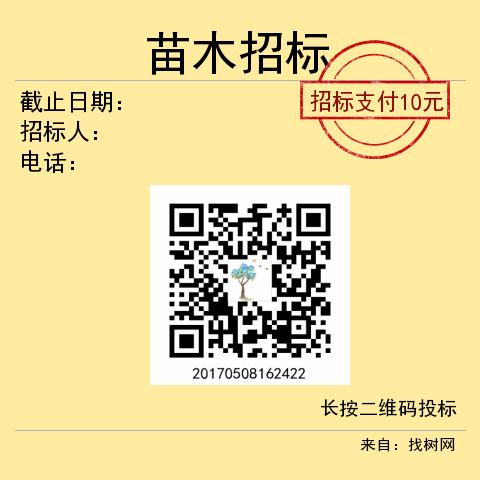 苗木招标
招标支付10元
截止日期：
招标人：
电话：
20170508162422
长按二维码投标
来自：找树网